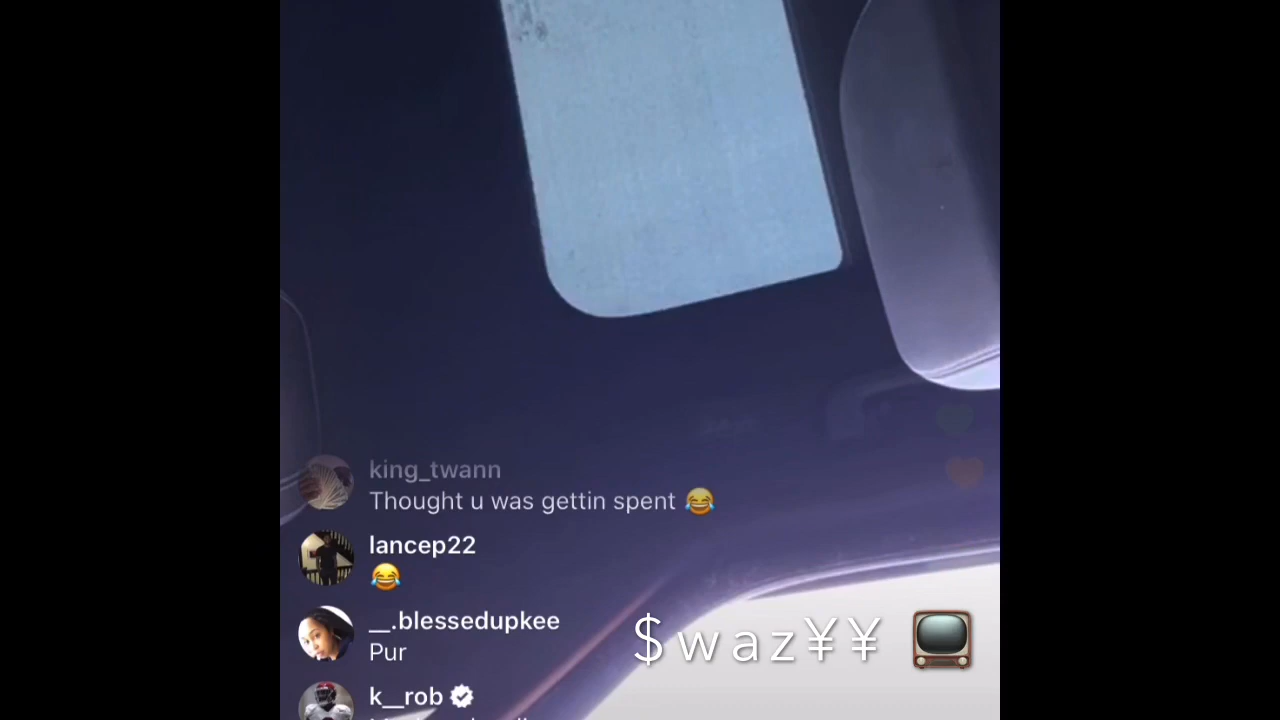 king_twann
Thought u was gettin spent 😂
lancep22
😂
__.blessedupkee
Pur
$waz¥¥ 📺
k__rob